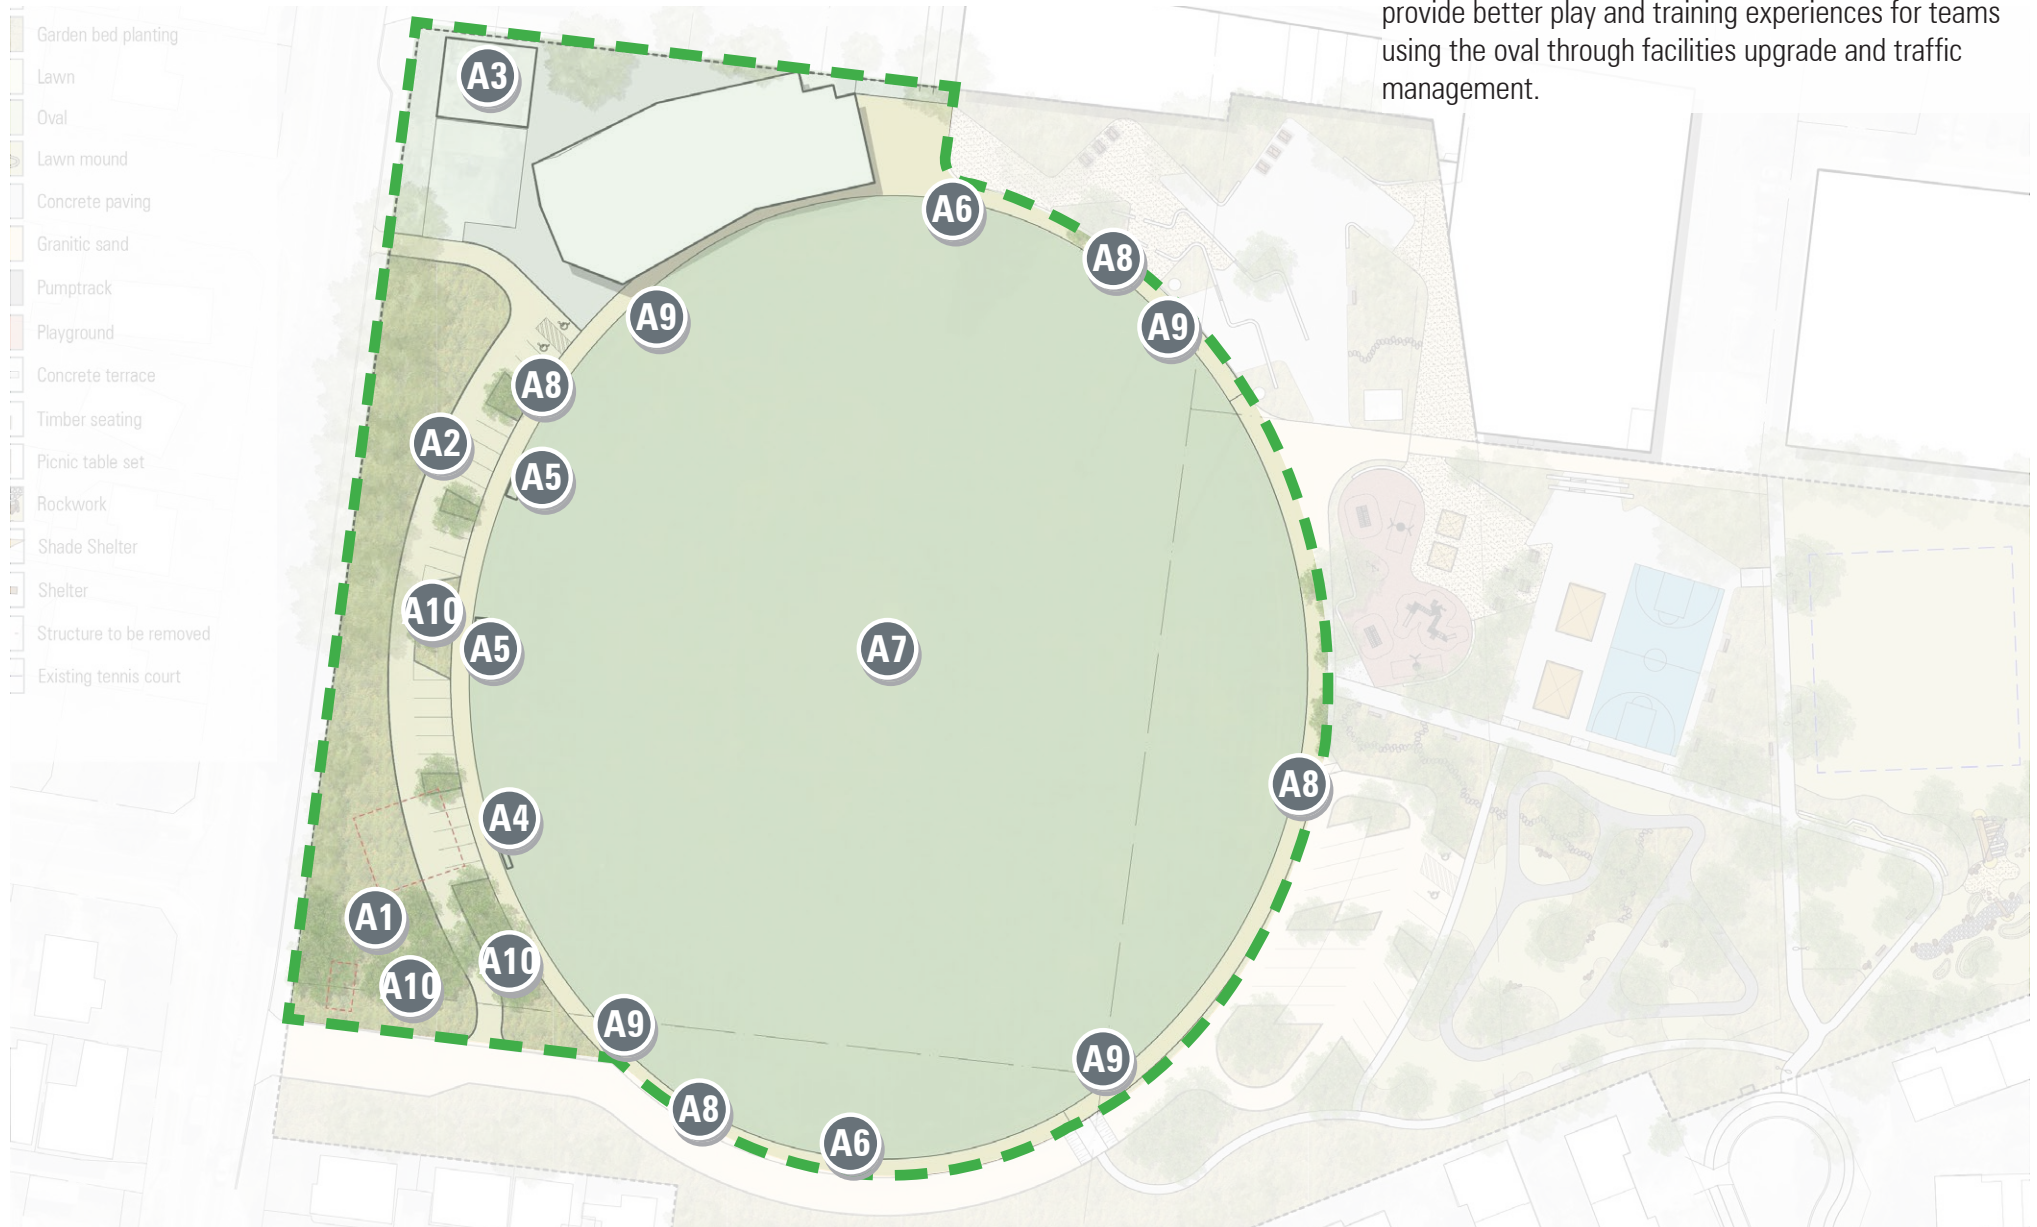 provide better play and training experiences for teams
using the oval through facilities upgrade and traffic
management.
Garden bed planting
Lawn
Oval
Lawn mound
Concrete paving
Granitic sand
Pumptrack
Playground
Concrete terrace
Timber seating
Picnic table set
Rockwork
Shade Shelter
Shelter
Structure to be removed
Existing tennis court
A3
A6
A8
A9
A9
A8
A2
A5
A10
A5
A7
A8
A4
A1
A10
A10
A9
A9
A8
A6